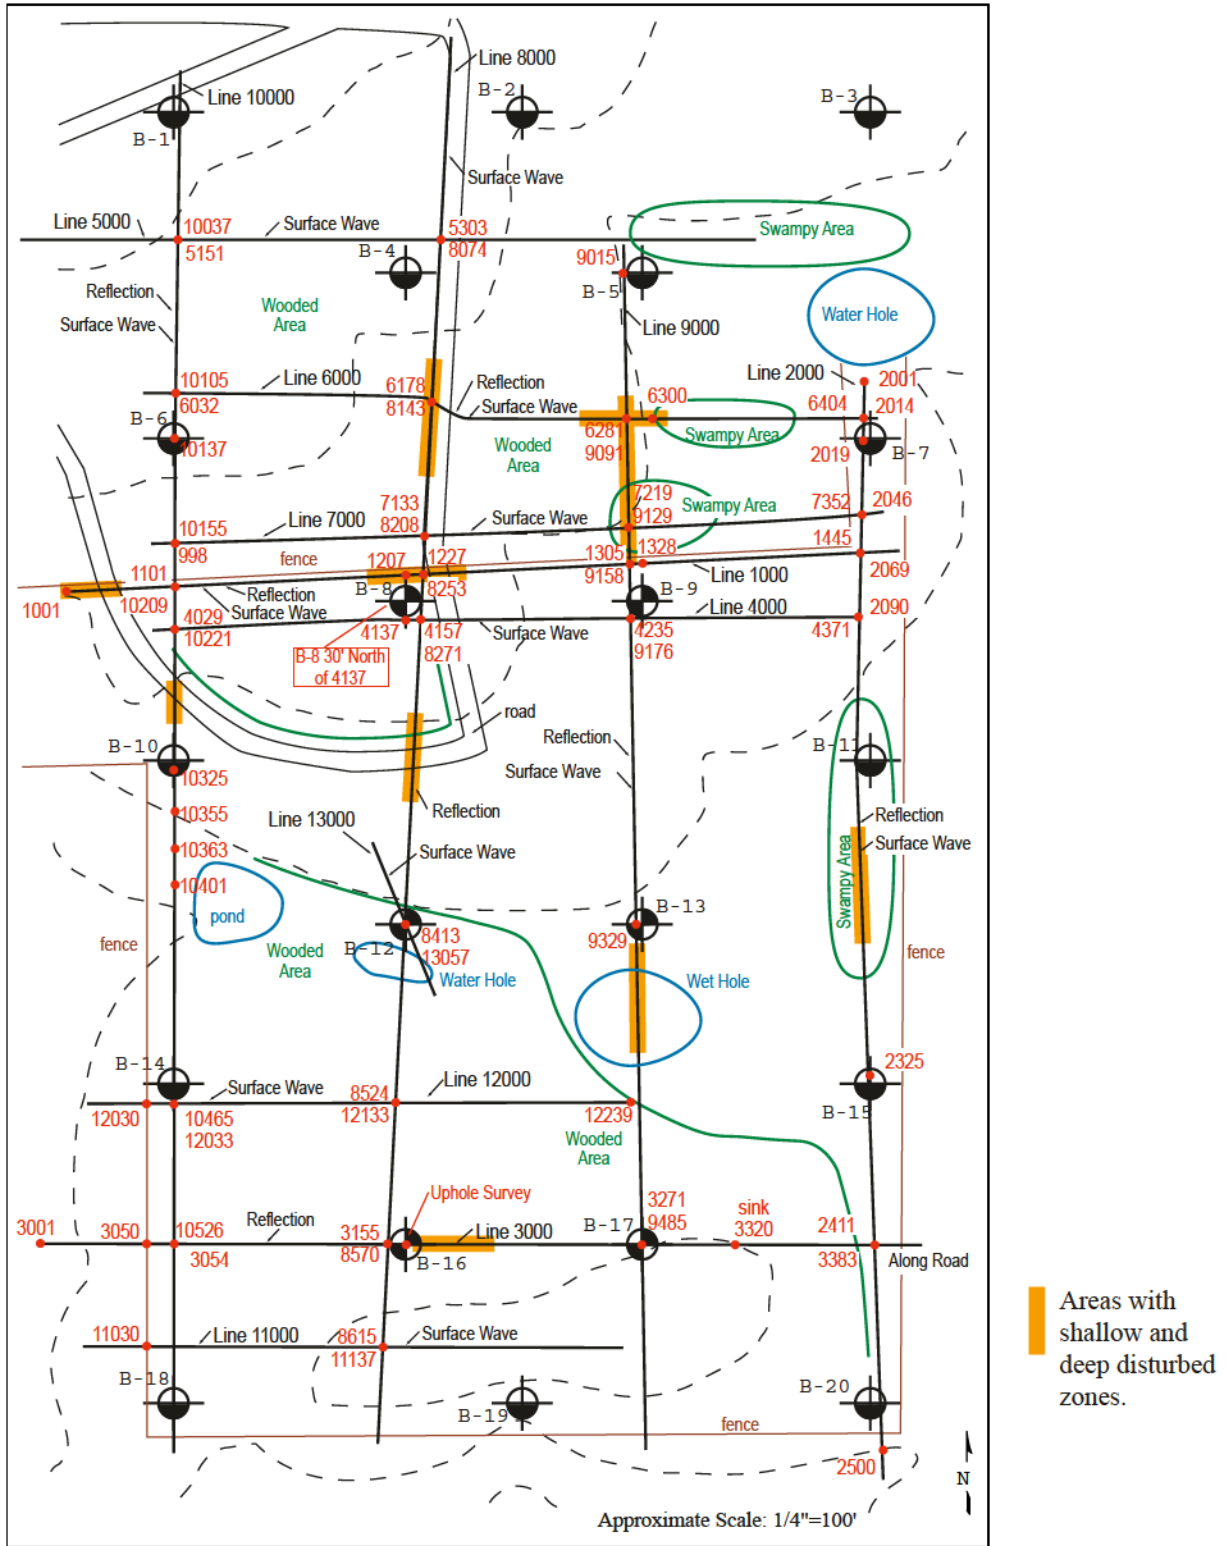 Line 8000
Line 10000
B-2
B-3
B-1
Surface Wave
Line 5000
10037
Surface Wave
5303
Swampy Area
5151
8074
B-4
9015
B-5
Reflection
Surface Wave
Wooded
Area
Water Hole
Line 9000
10105
Line 6000
6178
Reflection
Line 2000
2001
6032
8143
Surface Wave
6300
6404
2014
B-6
10137
Wooded
Area
6281
9091
Swampy Area
2019
B-7
7133
7219
Swampy Area
7352
2046
10155
Line 7000
8208
Surface Wave
9129
998
fence
1207
1227
1305
1328
1445
1101
Reflection
8253
9158
Line 1000
2069
1001
10209
Surface Wave
B-8
B-9
4029
Line 4000
2090
10221
4137
4157
Surface Wave
4235
4371
B-8 30' North
of 4137
8271
9176
road
B-10
Reflection
B-11
10325
Surface Wave
10355
Line 13000
Reflection
Reflection
Surface Wave
10363
Surface Wave
Swampy Area
10401
pond
B-13
fence
Wooded
Area
B-12
8413
13057
9329
fence
Water Hole
Wet Hole
B-14
2325
Surface Wave
8524
Line 12000
12030
10465
12033
12133
12239
B-15
Wooded
Area
Uphole Survey
3271
sink
3001
3050
10526
Reflection
3155
Line 3000
B-17
9485
3320
2411
3054
8570
B-16
3383
Along Road
11030
Line 11000
8615
Surface Wave
11137
B-18
B-20
B-19
fence
2500
N
Approximate Scale: 1/4"=100'
Areas with
shallow and
deep disturbed
zones.